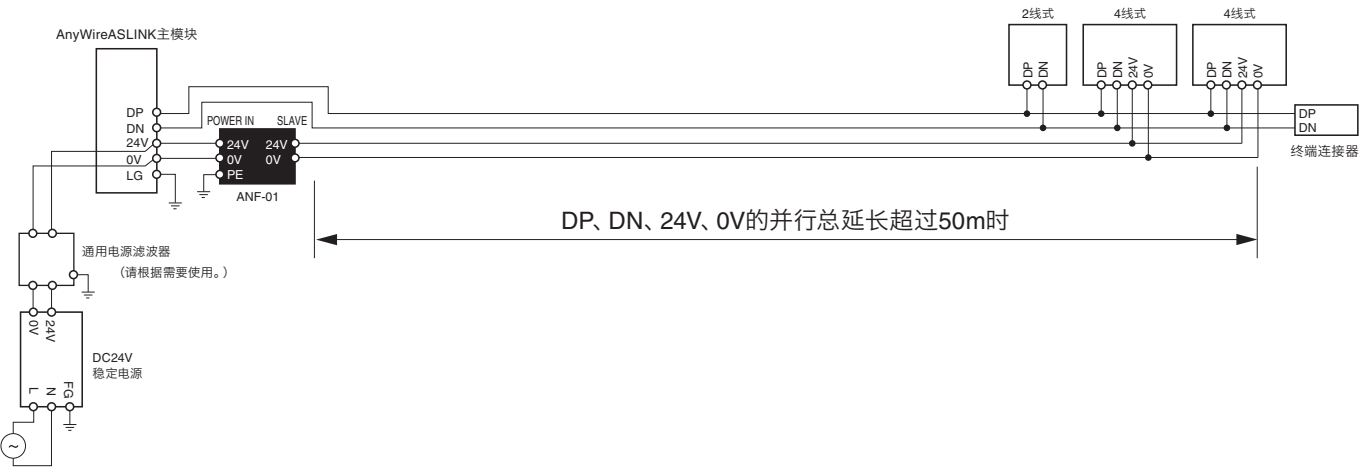 2线式
4线式
4线式
AnyWireASLINK主模块
DP
DN
24V
0V
DP
DN
24V
0V
DP
DN
DP
DN
24V
0V
LG
POWER IN
SLAVE
24V
0V
PE
24V
0V
ANF-01
DP
DN
终端连接器
DP、DN、24V、0V的并行总延长超过50m时
通用电源滤波器
（请根据需要使用。）
0V
24V
DC24V
稳定电源
L
N
FG
~